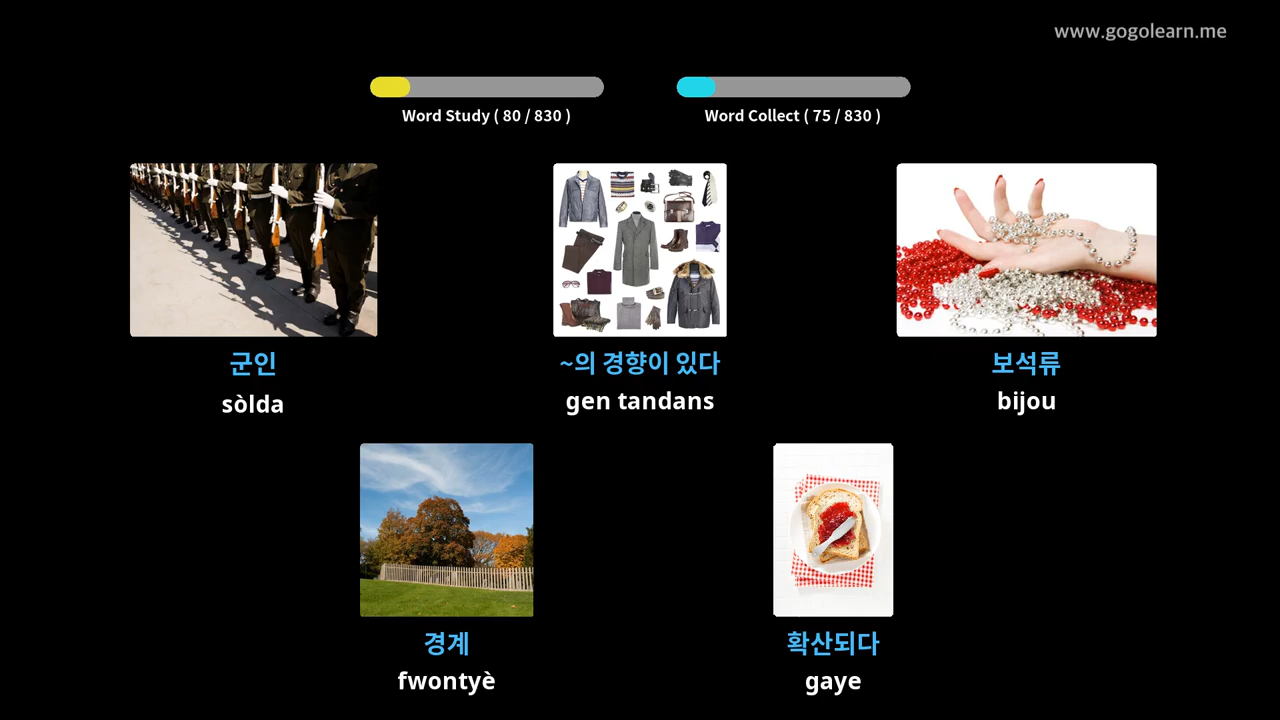 www.gogolearn.me
Word Study ( 80 / 830 )
Word Collect ( 75 / 830 )
군인
sòlda
~의 경향이 있다
gen tandans
보석류
bijou
경계
fwontyè
확산되다
gaye